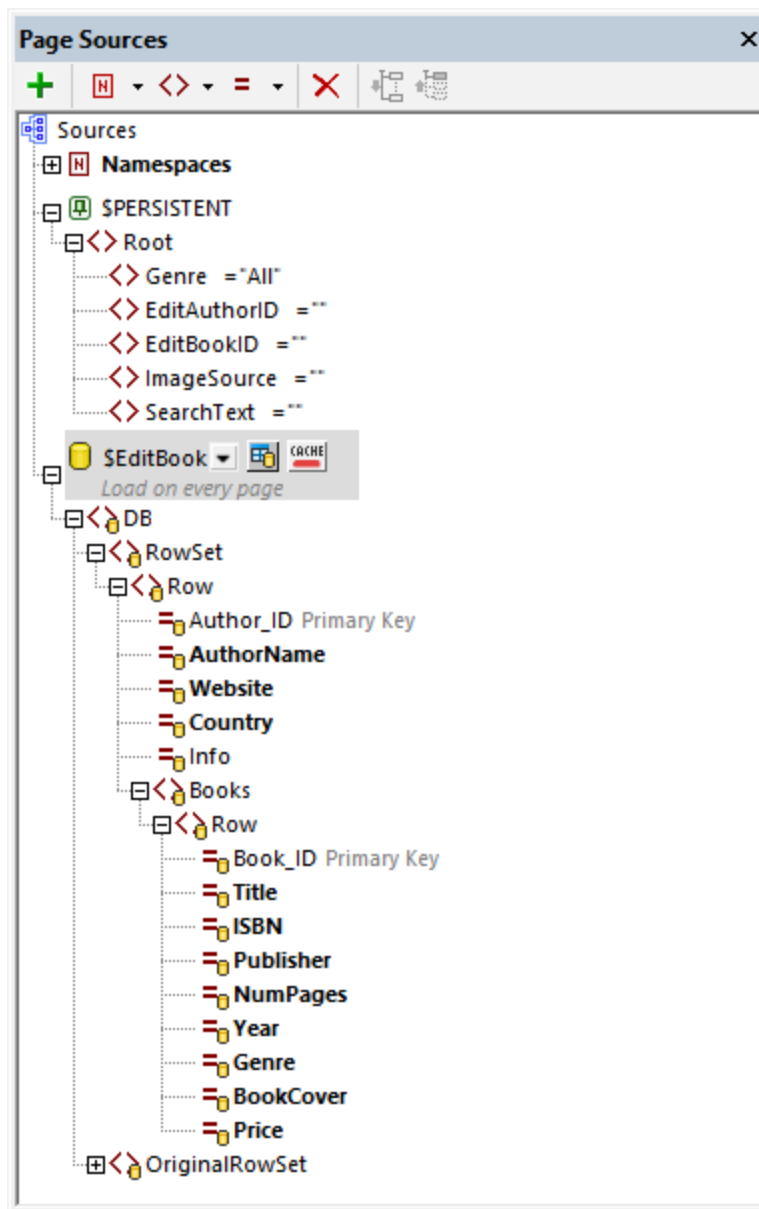 Page Sources
Sources
Namespaces
$PERSISTENT
Root
Genre ="All"
EditAuthorID =""
EditBookID =""
ImageSource =""
SearchText =""
$EditBook CACHE
Load on every page
DB
RowSet
Row
Author_ID Primary Key
AuthorName
Website
Country
Info
Books
Row
Book_ID Primary Key
Title
ISBN
Publisher
NumPages
Year
Genre
BookCover
Price
OriginalRowSet